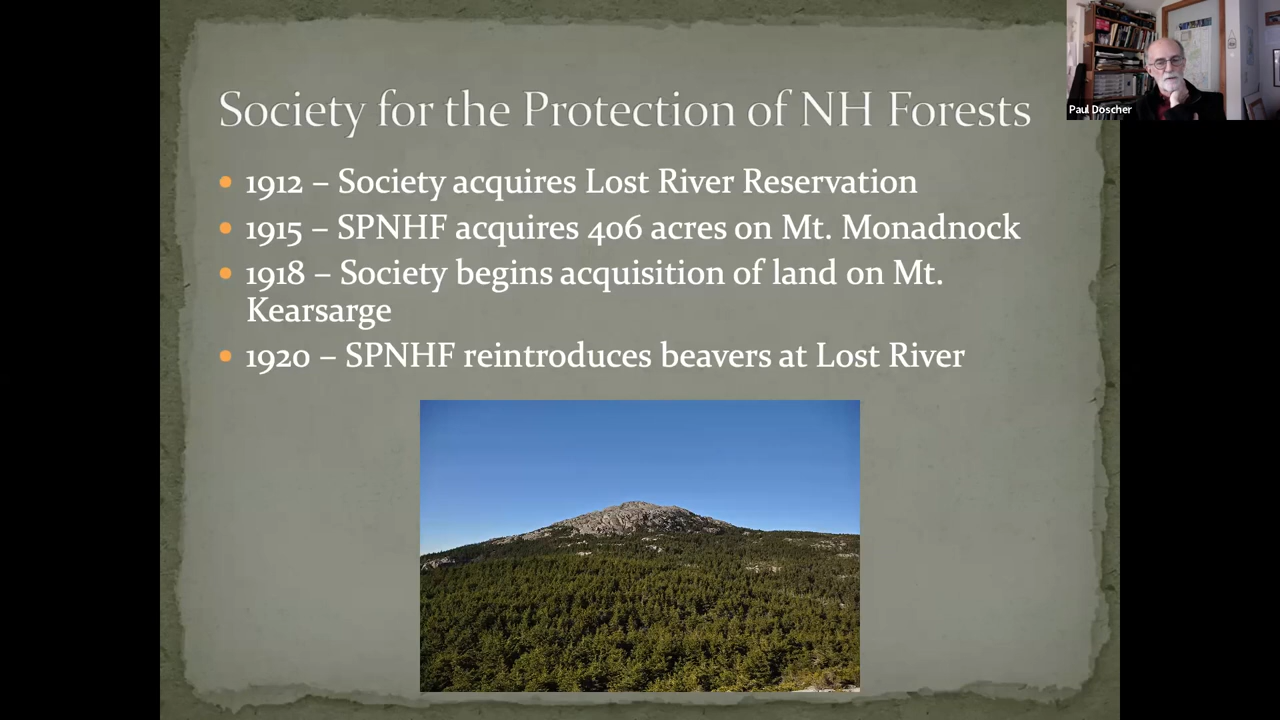 Society for the Protection of NH Forests
• 1912 – Society acquires Lost River Reservation
• 1915 – SPNHF acquires 406 acres on Mt. Monadnock
• 1918 – Society begins acquisition of land on Mt.
Kearsarge
• 1920 – SPNHF reintroduces beavers at Lost River
Paul Doscher